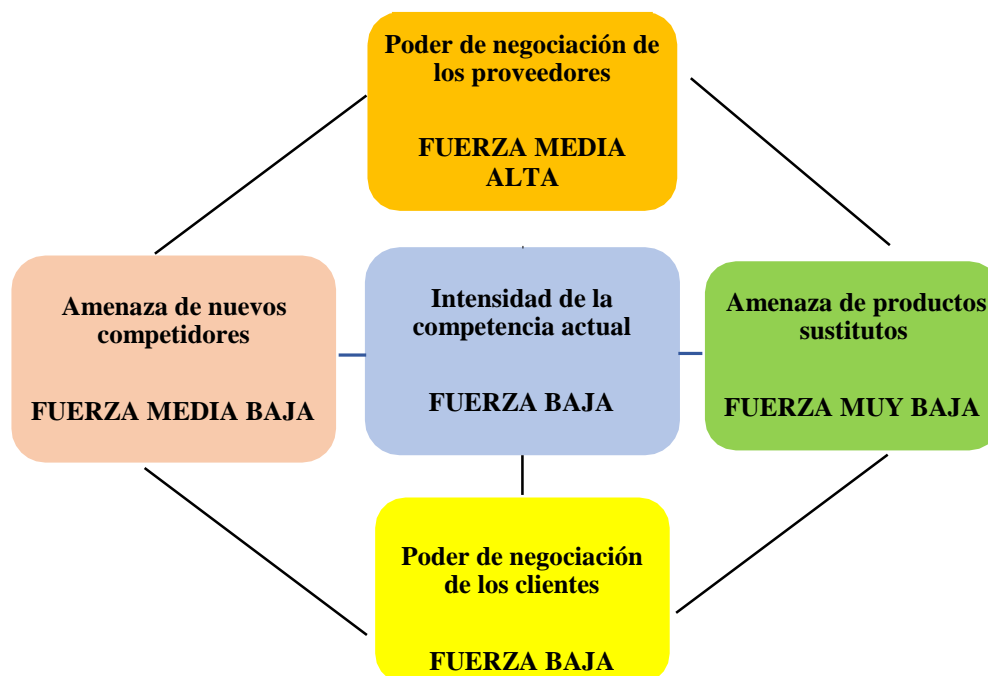 Poder de negociación de
los proveedores
FUERZA MEDIA
ALTA
Amenaza de nuevos
competidores
FUERZA MEDIA BAJA
Intensidad de la
competencia actual
FUERZA BAJA
Amenaza de productos
sustitutos
FUERZA MUY BAJA
Poder de negociación
de los clientes
FUERZA BAJA